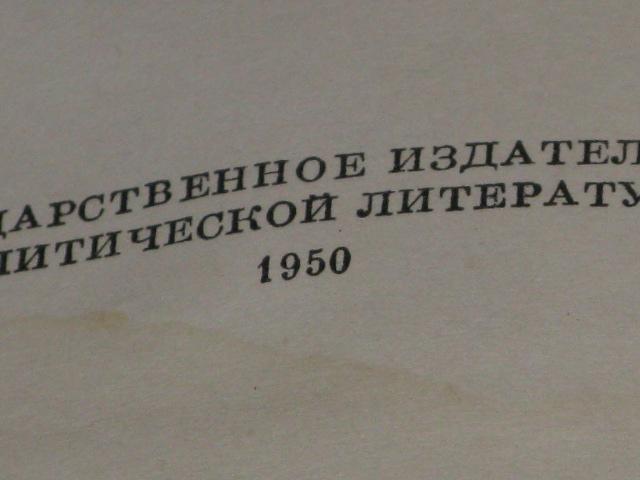 ДАРСТВЕННОЕ ИЗДАТЕЛ
ИТИЧЕСКОЙ ЛИТЕРАТУ
1950